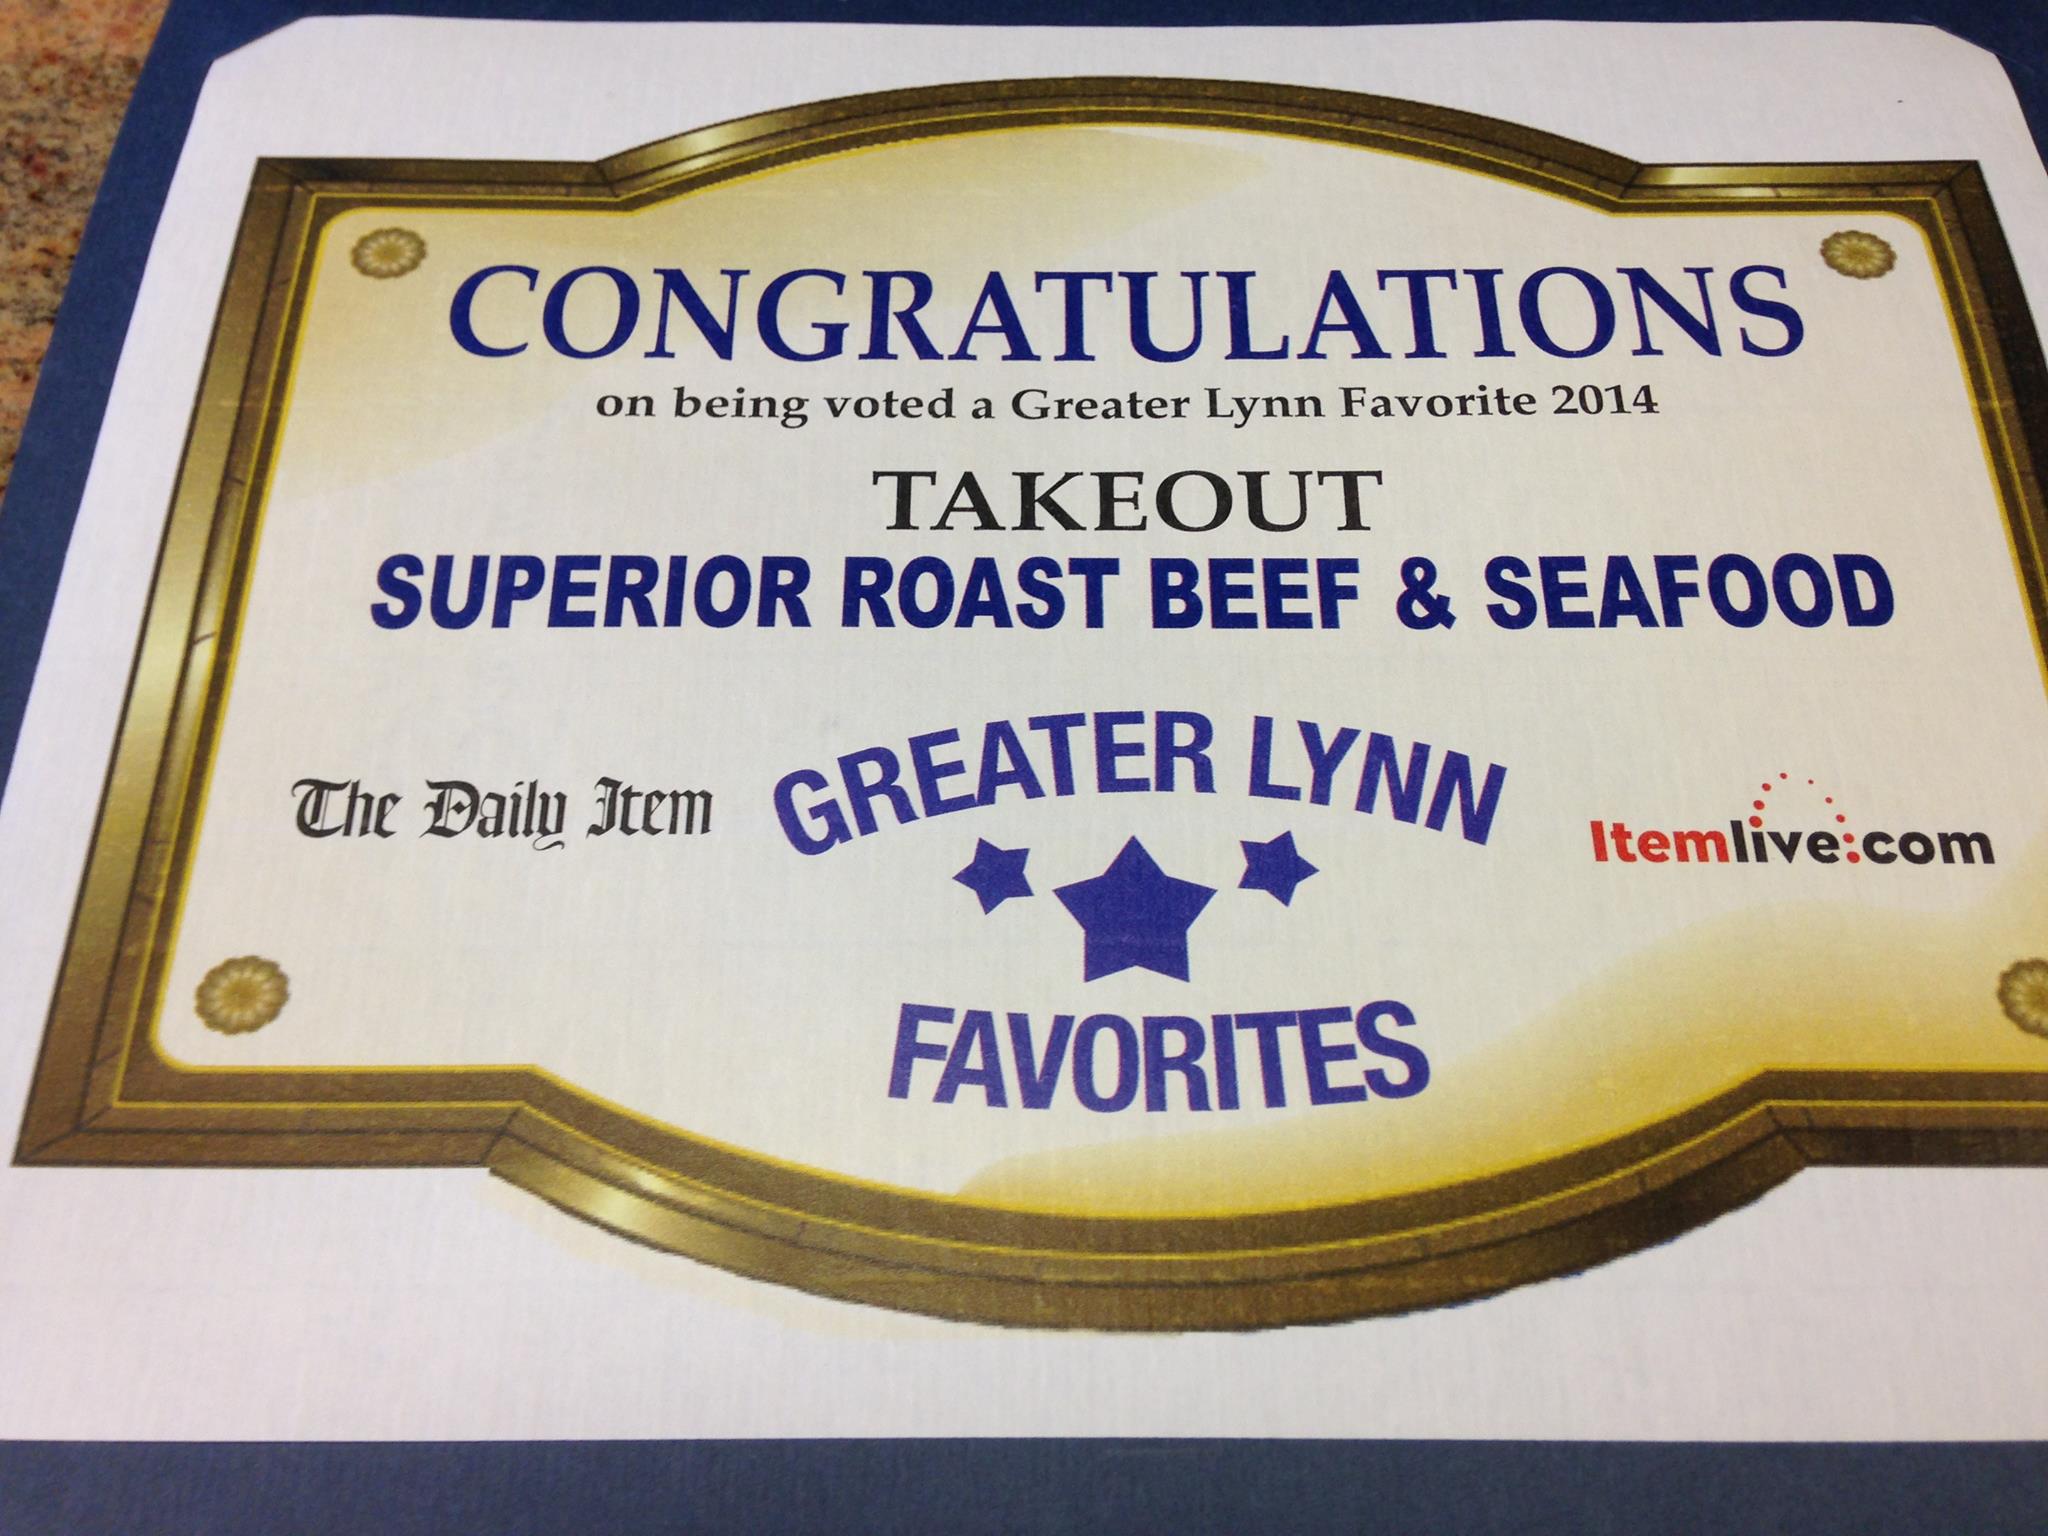 CONGRATULATIONS
on being voted a Greater Lynn Favorite 2014
TAKEOUT
SUPERIOR ROAST BEEF & SEAFOOD
The Daily Item
GREATER LYNN
FAVORITES
Itemlive:com